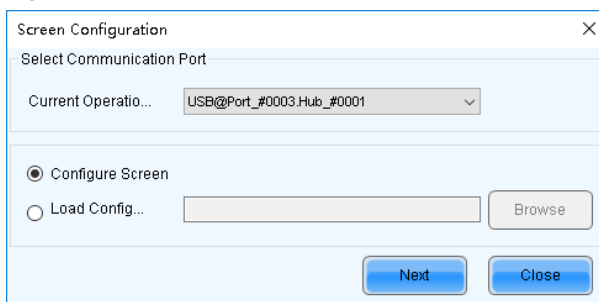 Screen Configuration
Select Communication Port
Current Operatio... USB@Port_#0003.Hub_#0001
Configure Screen
Load Config... Browse
Next Close